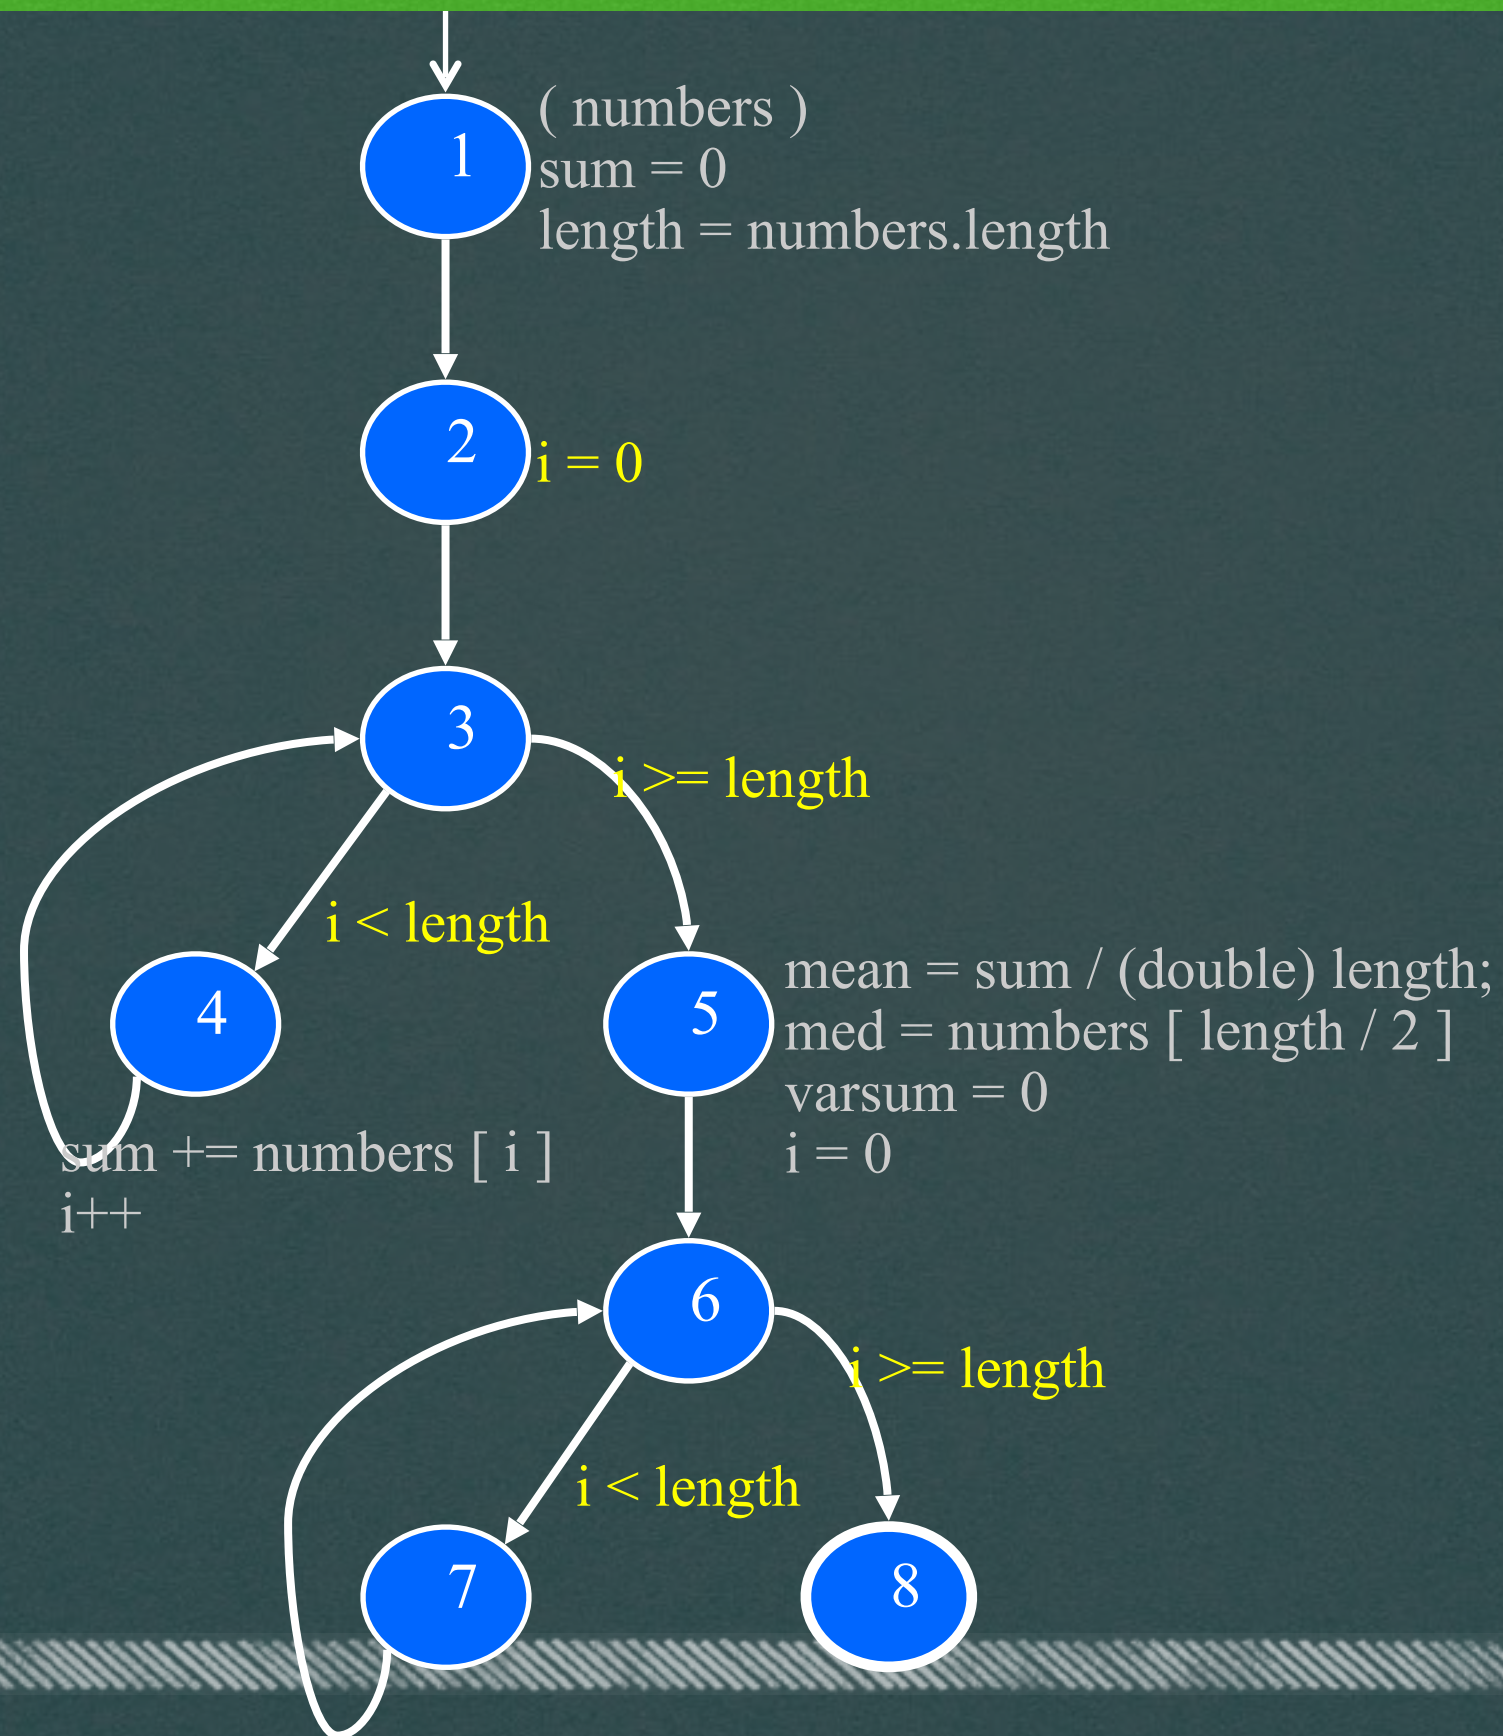 1
( numbers )
sum = 0
length = numbers.length
2
i = 0
3
i >= length
i < length
4
5
mean = sum / (double) length;
med = numbers [ length / 2 ]
varsum = 0
i = 0
sum += numbers [ i ]
i++
6
i >= length
i < length
7
8